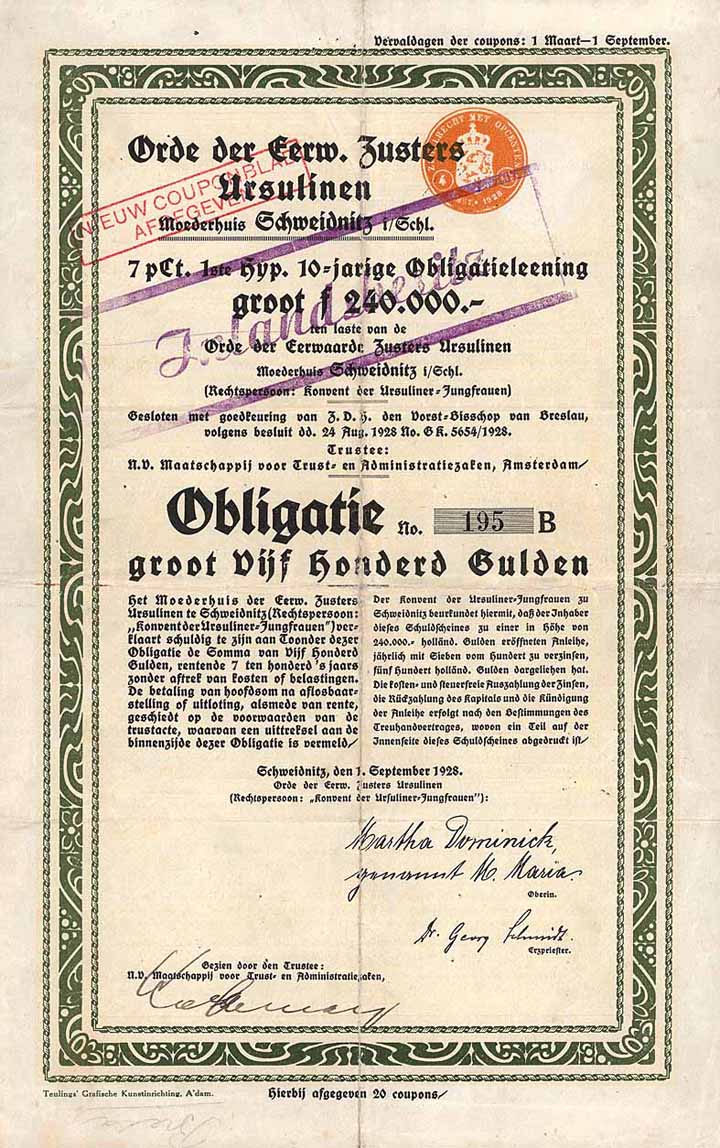 Vervaldagen der coupons: 1 Maart—1 September.
Orde der Eerw. Zusters
Ursulinen
NIEUW COUPONBLAD
AFGEGEVEN
Moederhuis Schweidnitz i/Schl.
7 pCt. 1ste Hyp. 10-jarige Obligatieleening
groot f 240.000.-
Inlandsbesitz
ten laste van de
Orde der Eerwaarde Zusters Ursulinen
Moederhuis Schweidnitz i/Schl.
(Rechtspersoon: Konvent der Ursuliner-Jungfrauen)
Gesloten met goedkeuring van Z. D. H. den Vorst-Bisschop van Breslau,
volgens besluit dd. 24 Aug. 1928 No. G K. 5654/1928.
Trustee:
N.V. Maatschappij voor Trust- en Administratiezaken, Amsterdam/
Obligatie No. 195 B
groot Vijf Honderd Gulden
Het Moederhuis der Eerw. Zusters
Ursulinen te Schweidnitz (Rechtspersoon:
„Konvent der Ursuliner-Jungfrauen") ver-
klaart schuldig te zijn aan Toonder dezer
Obligatie de Somma van Vijf Honderd
Gulden, rentende 7 ten honderd 's jaars
zonder aftrek van kosten of belastingen.
De betaling van hoofdsom na aflosbaar-
stelling of uitloting, alsmede van rente,
geschiedt op de voorwaarden van de
trustacte, waarvan een uittreksel aan de
binnenzijde dezer Obligatie is vermeld/
Der Konvent der Ursuliner-Jungfrauen zu
Schweidnitz beurkundet hiermit, daß der Inhaber
dieses Schuldscheines zu einer in Höhe von
240.000.- holländ. Gulden eröffneten Anleihe,
jährlich mit Sieben vom Hundert zu verzinsen,
fünf Hundert holländ. Gulden dargeliehen hat.
Die kosten- und steuerfreie Auszahlung der Zinsen,
die Rückzahlung des Kapitals und die Kündigung
der Anleihe erfolgt nach den Bestimmungen des
Treuhandvertrages, wovon ein Teil auf der
Innenseite dieses Schuldscheines abgedruckt ist/
Schweidnitz, den 1. September 1928.
Orde der Eerw. Zusters Ursulinen
(Rechtspersoon: „Konvent der Ursuliner-Jungfrauen"):
Martha Dominick,
genannt M. Maria.
Oberin.
Dr. Georg Schmidt.
Erzpriester.
Gezien door den Trustee:
N.V. Maatschappij voor Trust- en Administratiezaken,
Teulings' Grafische Kunstinrichting, A'dam.
Hierbij afgegeven 20 coupons/